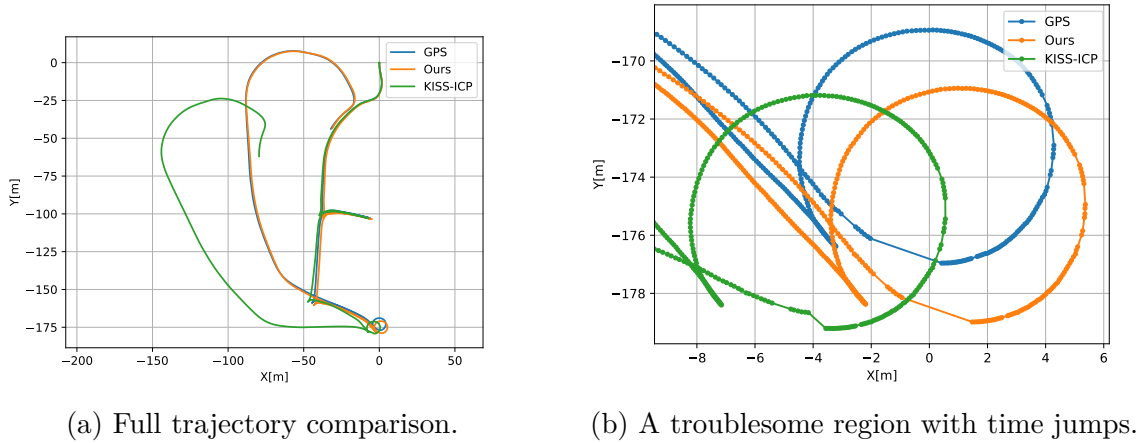 GPS
Ours
KISS-ICP
0
−25
−50
−75
−100
−125
−150
−175
Y[m]
−200
−150
−100
−50
0
50
X[m]
(a) Full trajectory comparison.
GPS
Ours
KISS-ICP
−170
−172
−174
−176
−178
Y[m]
−8
−6
−4
−2
0
2
4
6
X[m]
(b) A troublesome region with time jumps.